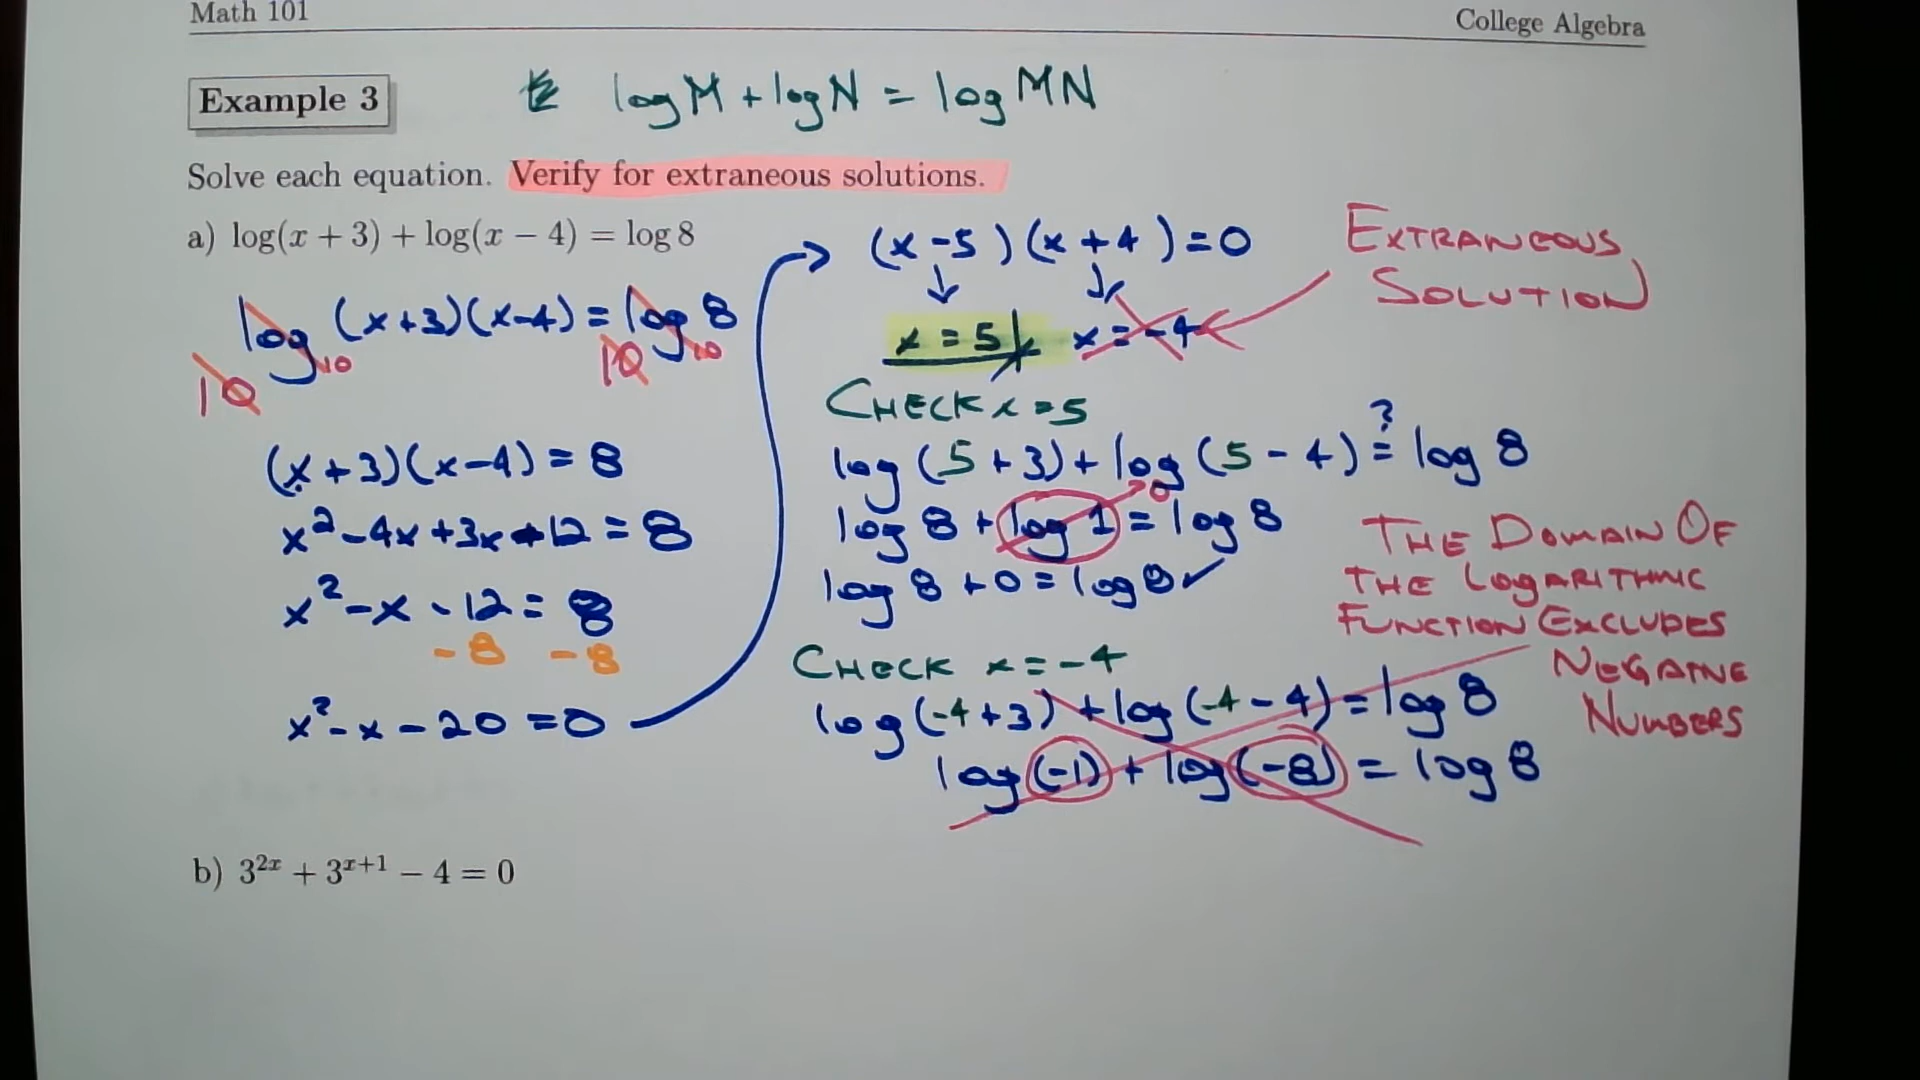 Math 101
College Algebra
Example 3
log M + log N = log MN
Solve each equation. Verify for extraneous solutions.
a) log(x + 3) + log(x − 4) = log 8
log₁₀ (x+3)(x-4) = log₁₀ 8
10
10
(x+3)(x-4) = 8
x² - 4x + 3x - 12 = 8
x² - x - 12 = 8
- 8 - 8
x² - x - 20 = 0
(x - 5)(x + 4) = 0
x = 5 x = -4
EXTRANEOUS
SOLUTION
CHECK x = 5
log (5 + 3) + log (5 - 4) ≟ log 8
log 8 + log 1 = log 8
0
log 8 + 0 = log 8 ✓
THE DOMAIN OF
THE LOGARITHMIC
FUNCTION EXCLUDES
NEGATIVE
NUMBERS
CHECK x = -4
log (-4 + 3) + log (-4 - 4) = log 8
log (-1) + log (-8) = log 8
b) 3²ˣ + 3ˣ⁺¹ − 4 = 0